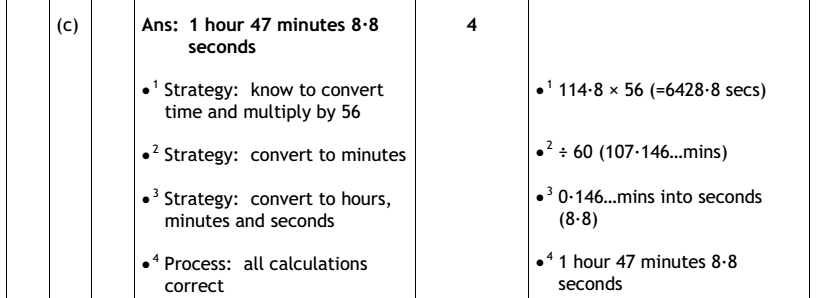 (c)
Ans: 1 hour 47 minutes 8·8
seconds
4
•1 Strategy: know to convert
time and multiply by 56
•1 114·8 × 56 (=6428·8 secs)
•2 Strategy: convert to minutes
•2 ÷ 60 (107·146…mins)
•3 Strategy: convert to hours,
minutes and seconds
•3 0·146…mins into seconds
(8·8)
•4 Process: all calculations
correct
•4 1 hour 47 minutes 8·8
seconds